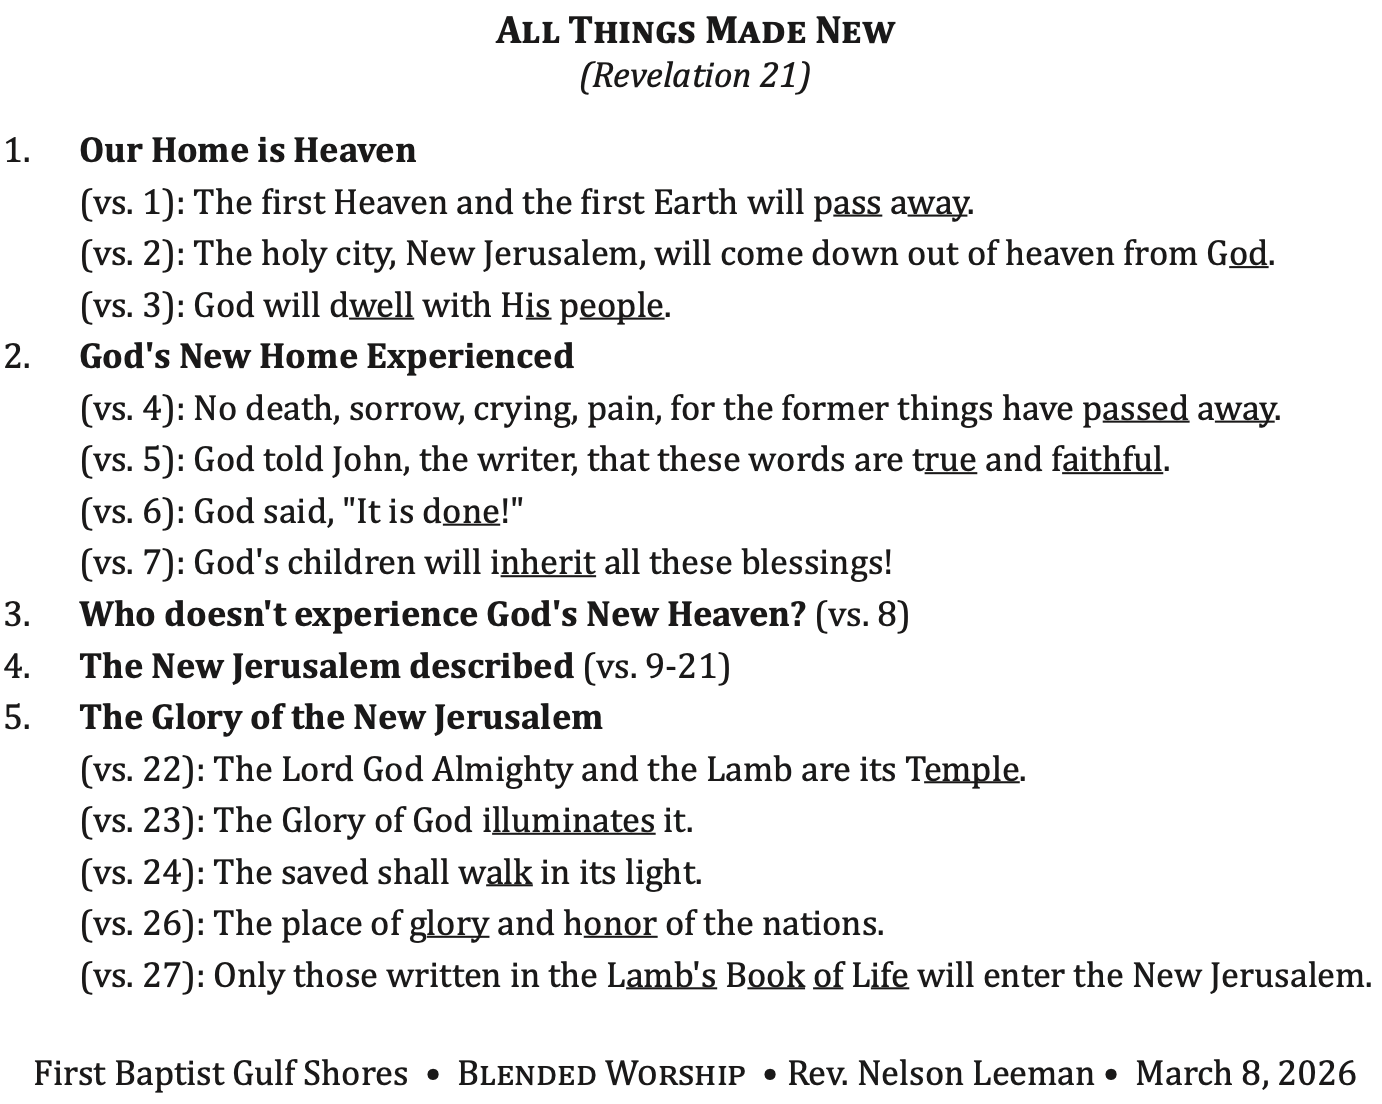 ALL THINGS MADE NEW
(Revelation 21)
1. Our Home is Heaven
(vs. 1): The first Heaven and the first Earth will pass away.
(vs. 2): The holy city, New Jerusalem, will come down out of heaven from God.
(vs. 3): God will dwell with His people.
2. God's New Home Experienced
(vs. 4): No death, sorrow, crying, pain, for the former things have passed away.
(vs. 5): God told John, the writer, that these words are true and faithful.
(vs. 6): God said, "It is done!"
(vs. 7): God's children will inherit all these blessings!
3. Who doesn't experience God's New Heaven? (vs. 8)
4. The New Jerusalem described (vs. 9-21)
5. The Glory of the New Jerusalem
(vs. 22): The Lord God Almighty and the Lamb are its Temple.
(vs. 23): The Glory of God illuminates it.
(vs. 24): The saved shall walk in its light.
(vs. 26): The place of glory and honor of the nations.
(vs. 27): Only those written in the Lamb's Book of Life will enter the New Jerusalem.
First Baptist Gulf Shores • BLENDED WORSHIP • Rev. Nelson Leeman • March 8, 2026